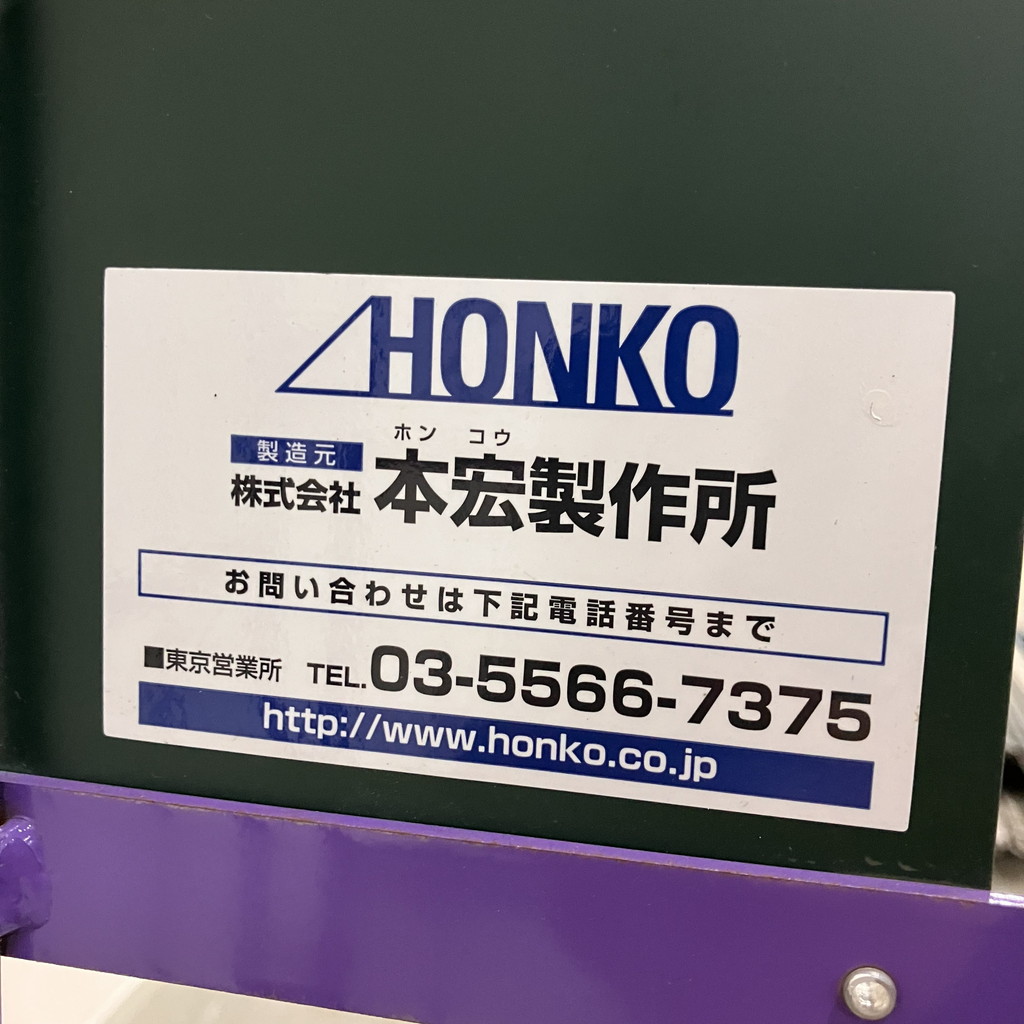 HONKO
ホン コウ
製造元
株式会社 本宏製作所
お問い合わせは下記電話番号まで
■東京営業所 TEL.03-5566-7375
http://www.honko.co.jp